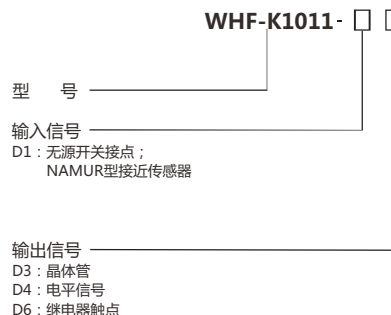 WHF-K1011- □ □
型 号
输入信号
D1：无源开关接点；
NAMUR型接近传感器
输出信号
D3：晶体管
D4：电平信号
D6：继电器触点